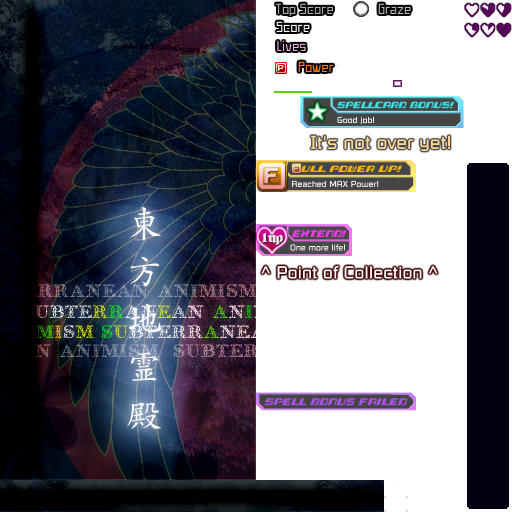 東方地霊殿
RRANEAN ANIMISM
UBTERRANEAN ANI
MISM SUBTERRANEA
N ANIMISM SUBTERR
Top Score
Graze
Score
Lives
P Power
SPELLCARD BONUS!
Good job!
It's not over yet!
F
FULL POWER UP!
Reached MAX Power!
1up
EXTEND!
One more life!
^ Point of Collection ^
SPELL BONUS FAILED